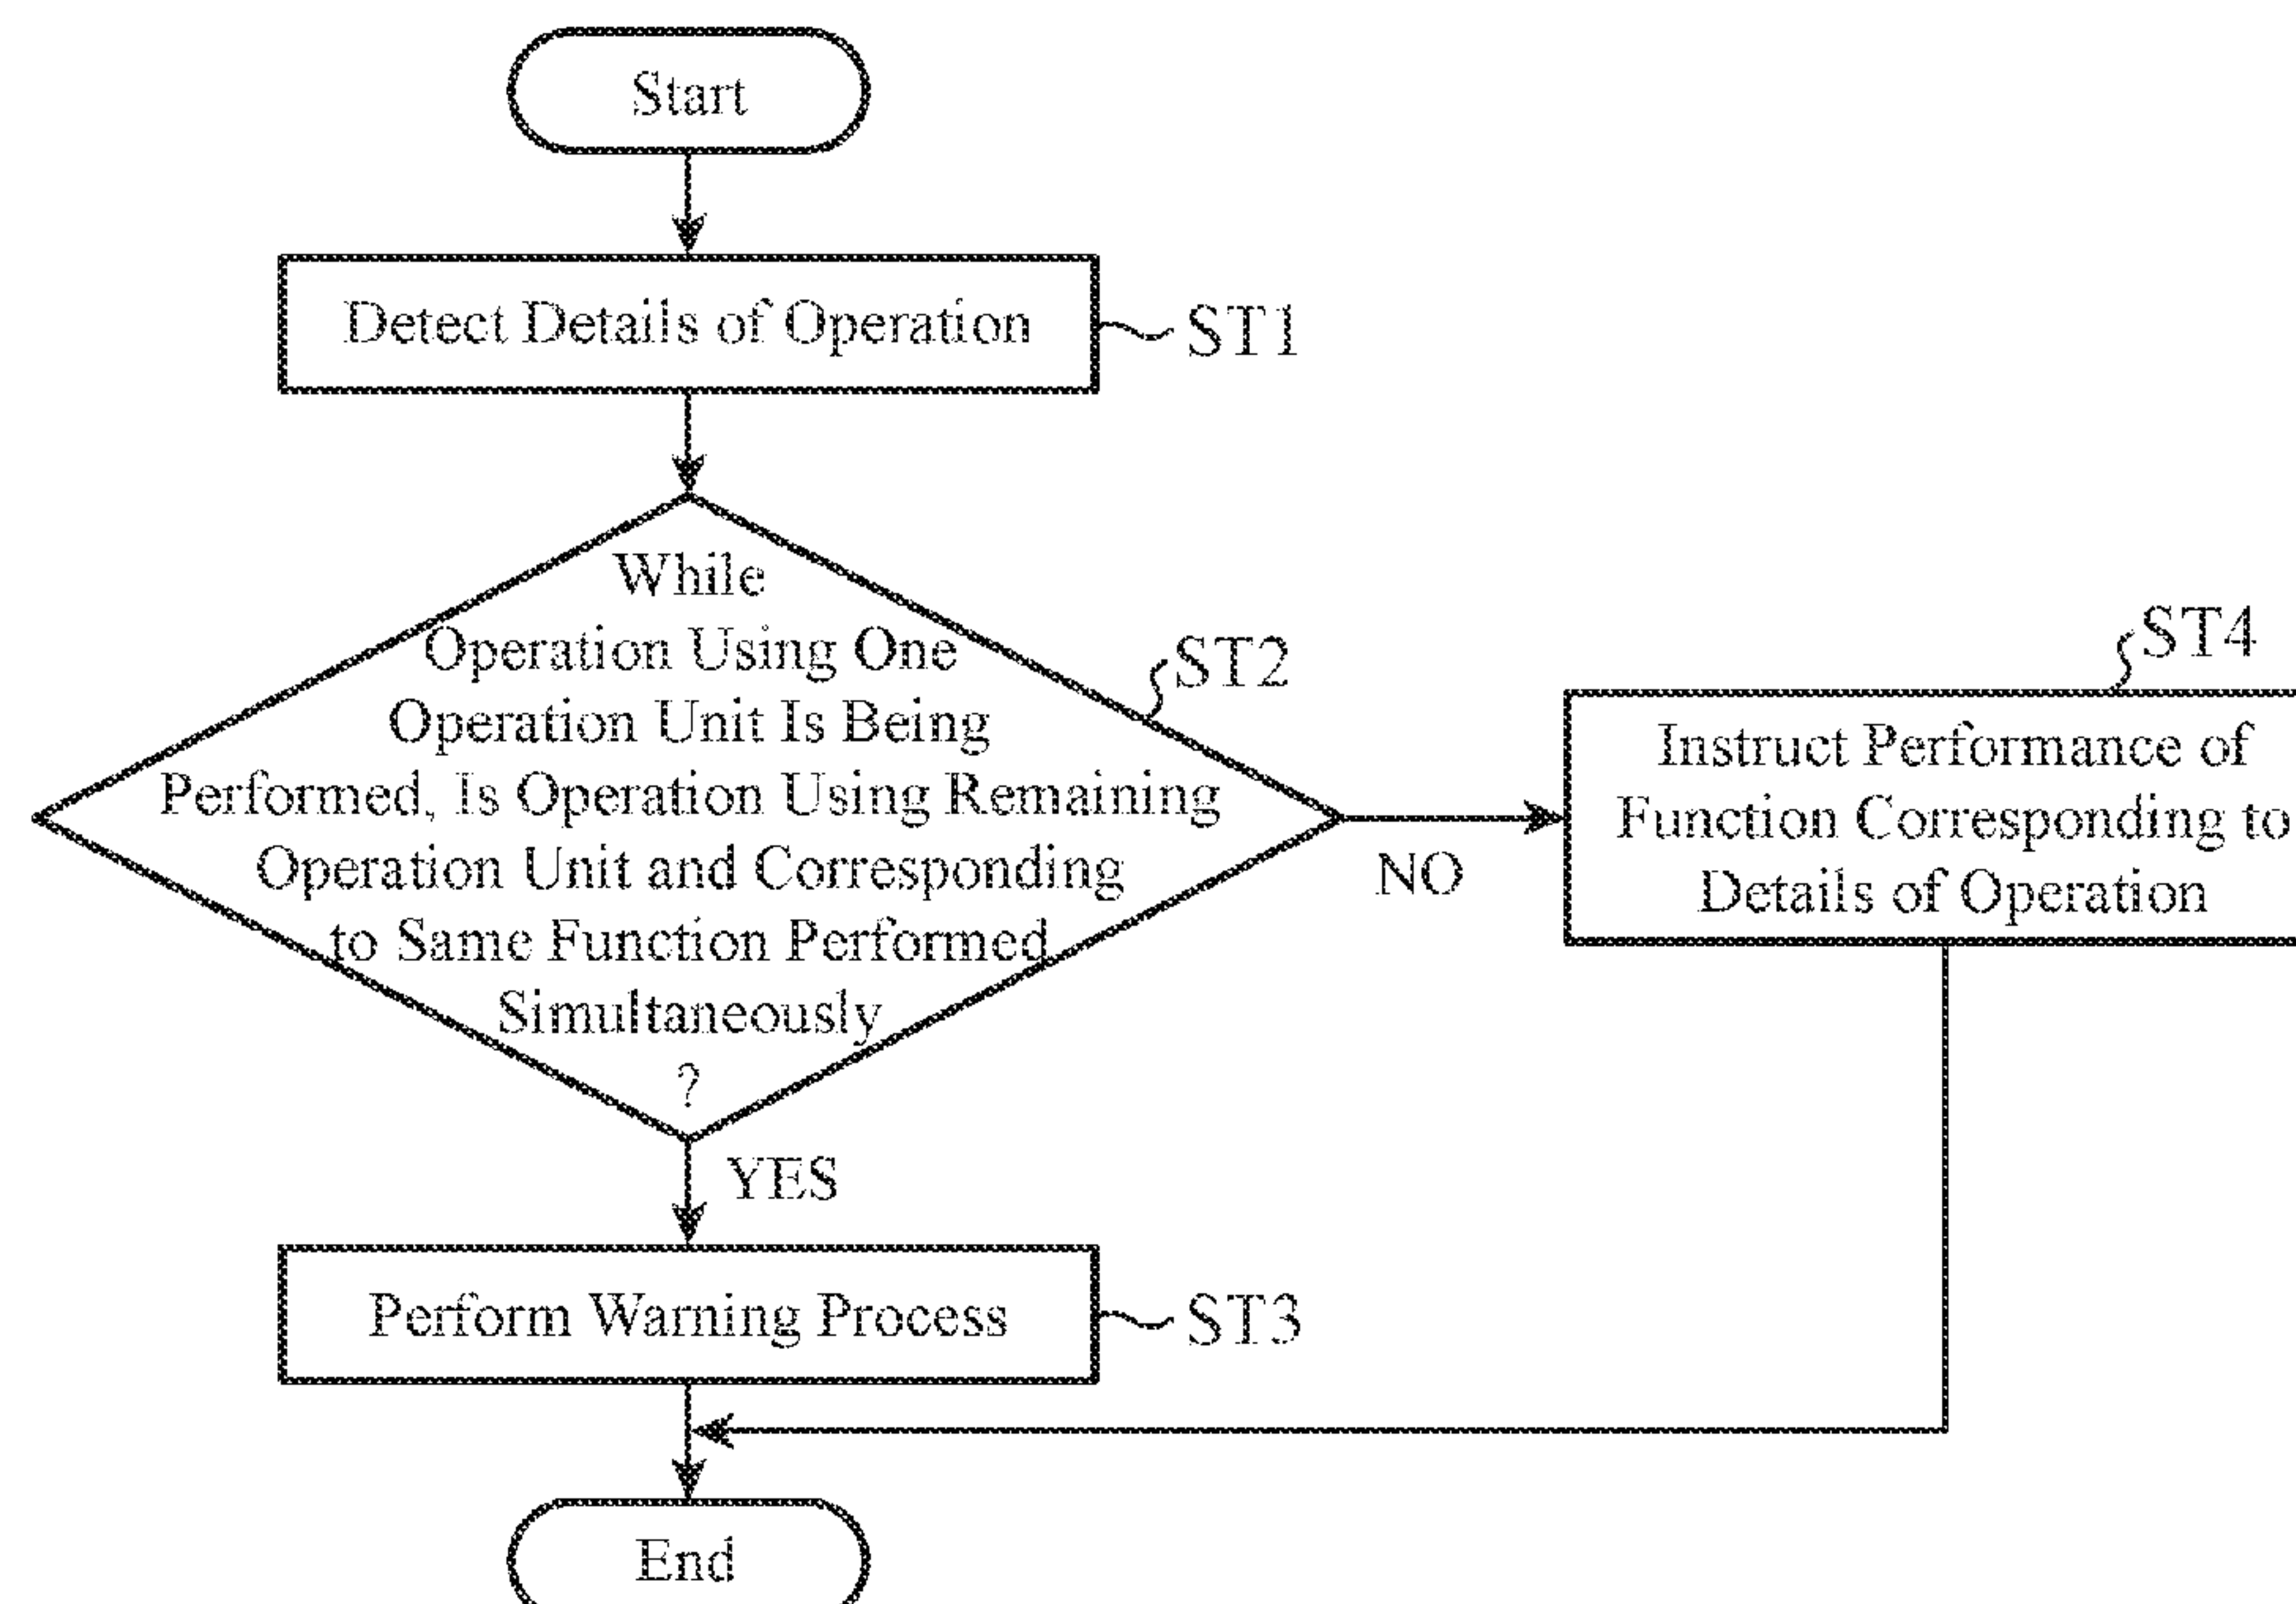 Start
Detect Details of Operation
ST1
While
Operation Using One
Operation Unit Is Being
Performed, Is Operation Using Remaining
Operation Unit and Corresponding
to Same Function Performed
Simultaneously
?
ST2
NO
ST4
Instruct Performance of
Function Corresponding to
Details of Operation
YES
Perform Warning Process
ST3
End